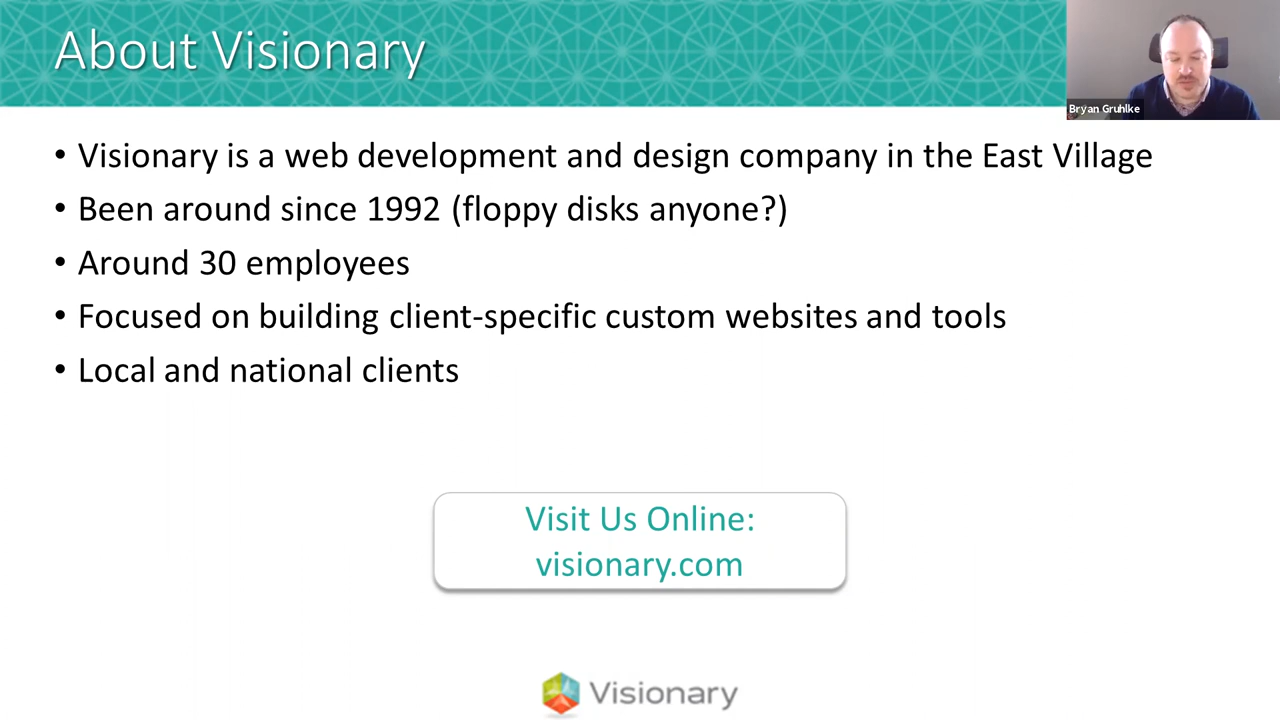 About Visionary
Bryan Gruhlke
• Visionary is a web development and design company in the East Village
• Been around since 1992 (floppy disks anyone?)
• Around 30 employees
• Focused on building client-specific custom websites and tools
• Local and national clients
Visit Us Online:
visionary.com
Visionary